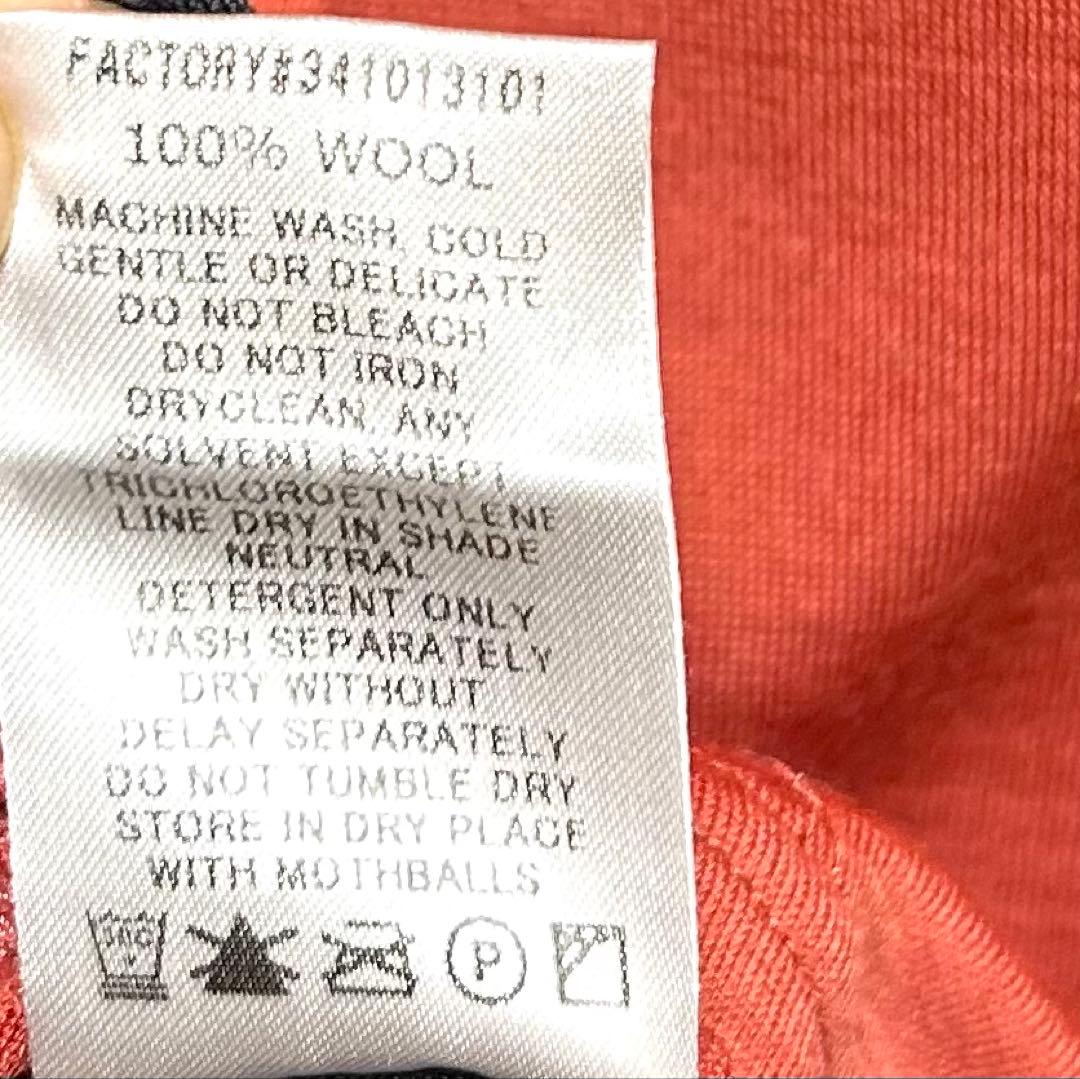 FACTORY#341013101
100% WOOL
MACHINE WASH, COLD
GENTLE OR DELICATE
DO NOT BLEACH
DO NOT IRON
DRYCLEAN, ANY
SOLVENT EXCEPT
TRICHLOROETHYLENE
LINE DRY IN SHADE
NEUTRAL
DETERGENT ONLY
WASH SEPARATELY
DRY WITHOUT
DELAY SEPARATELY
DO NOT TUMBLE DRY
STORE IN DRY PLACE
WITH MOTHBALLS
30C P